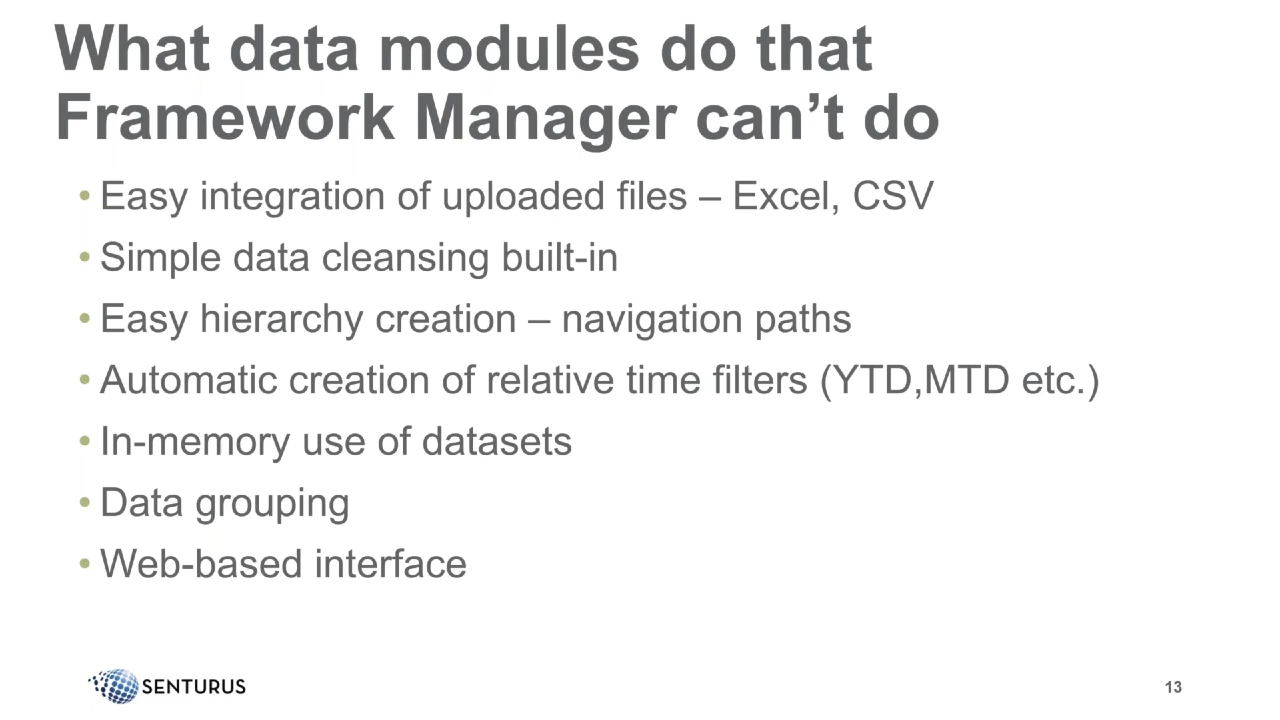 What data modules do that
Framework Manager can’t do
• Easy integration of uploaded files – Excel, CSV
• Simple data cleansing built-in
• Easy hierarchy creation – navigation paths
• Automatic creation of relative time filters (YTD,MTD etc.)
• In-memory use of datasets
• Data grouping
• Web-based interface
SENTURUS
13